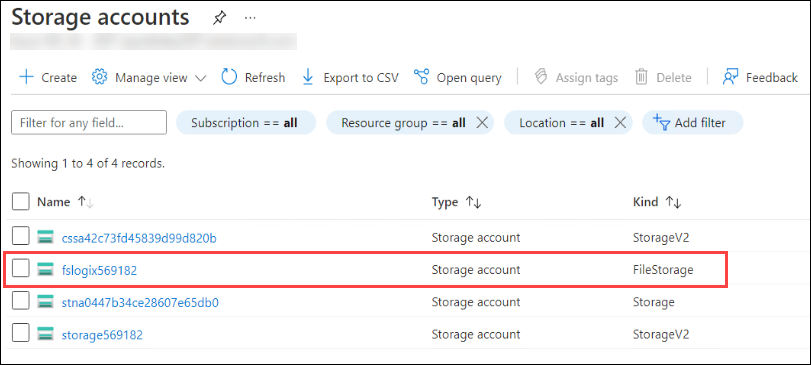 Storage accounts ...
+ Create Manage view Refresh Export to CSV Open query Assign tags Delete Feedback
Filter for any field... Subscription == all Resource group == all Location == all Add filter
Showing 1 to 4 of 4 records.
Name Type Kind
cssa42c73fd45839d99d820b Storage account StorageV2
fslogix569182 Storage account FileStorage
stna0447b34ce28607e65db0 Storage account Storage
storage569182 Storage account StorageV2